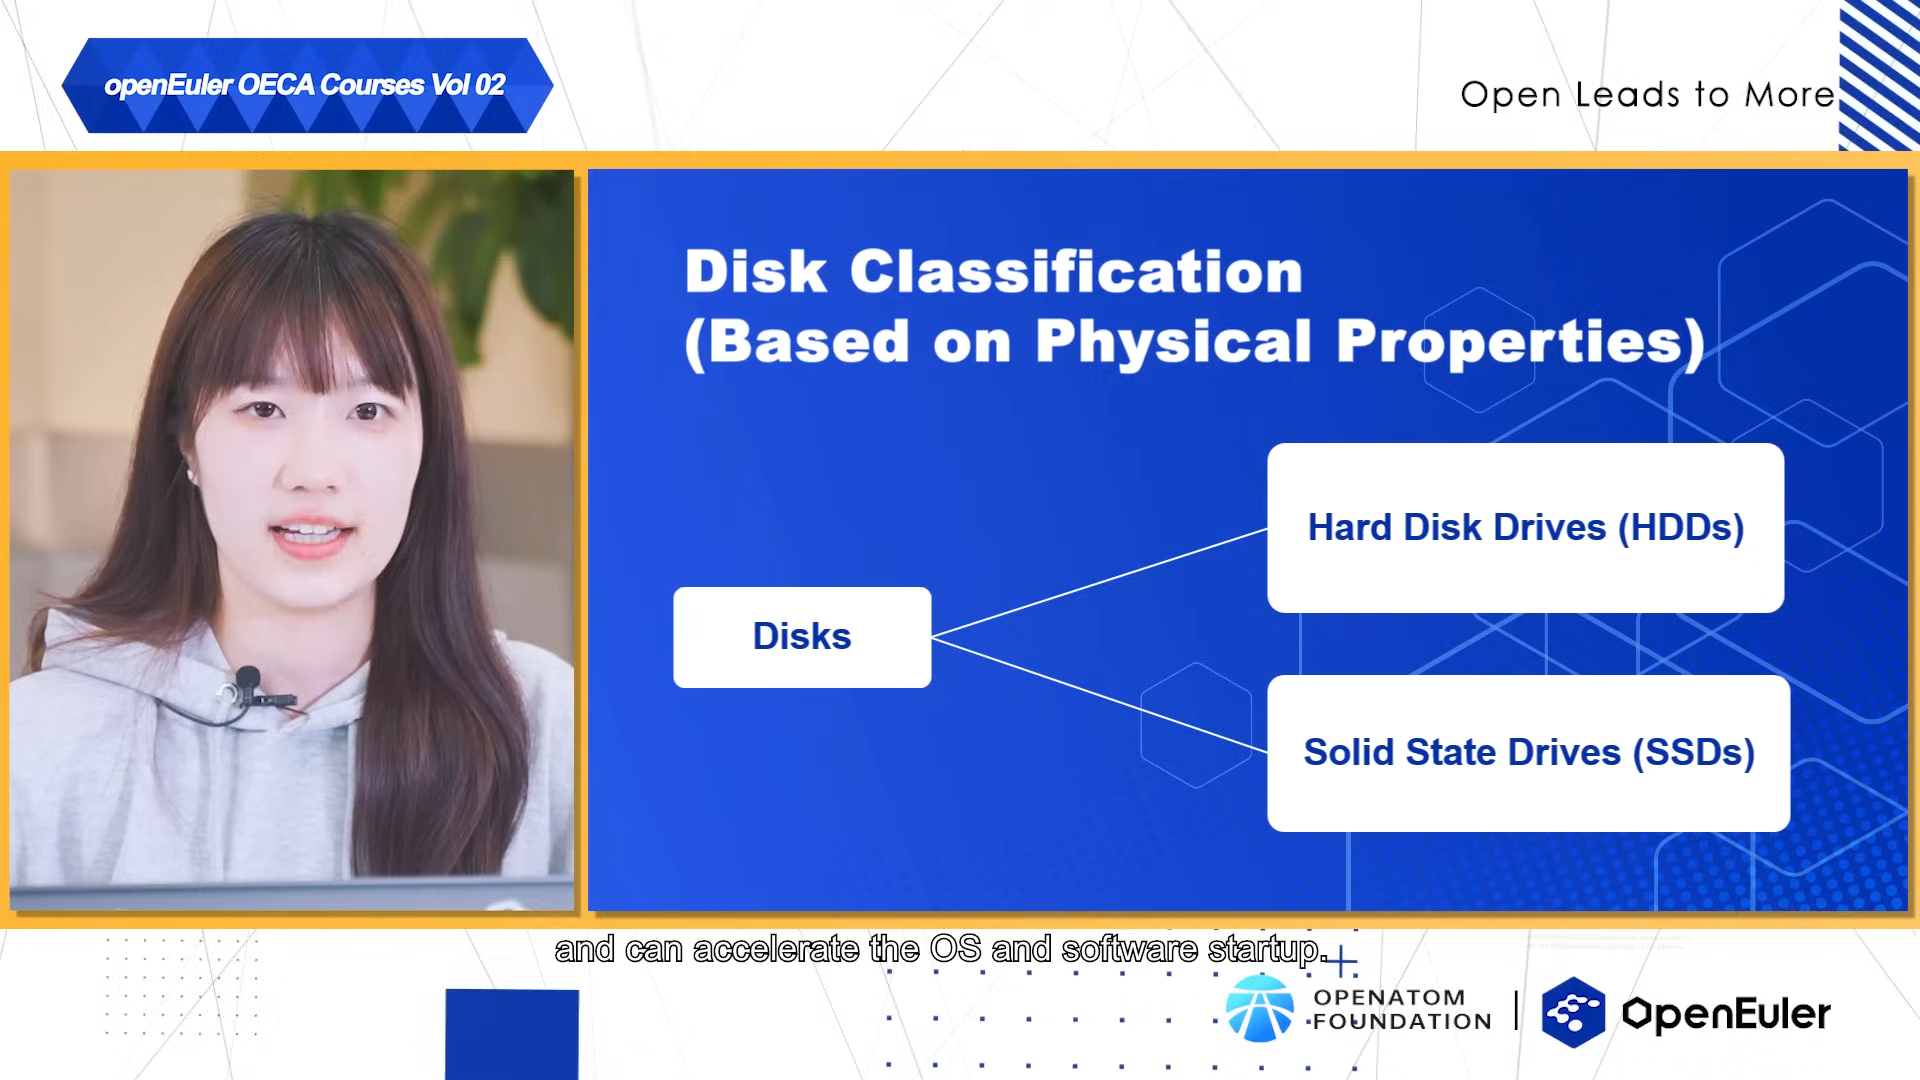 openEuler OECA Courses Vol 02
Open Leads to More
Disk Classification
(Based on Physical Properties)
Hard Disk Drives (HDDs)
Disks
Solid State Drives (SSDs)
and can accelerate the OS and software startup.
OPENATOM
FOUNDATION
OpenEuler